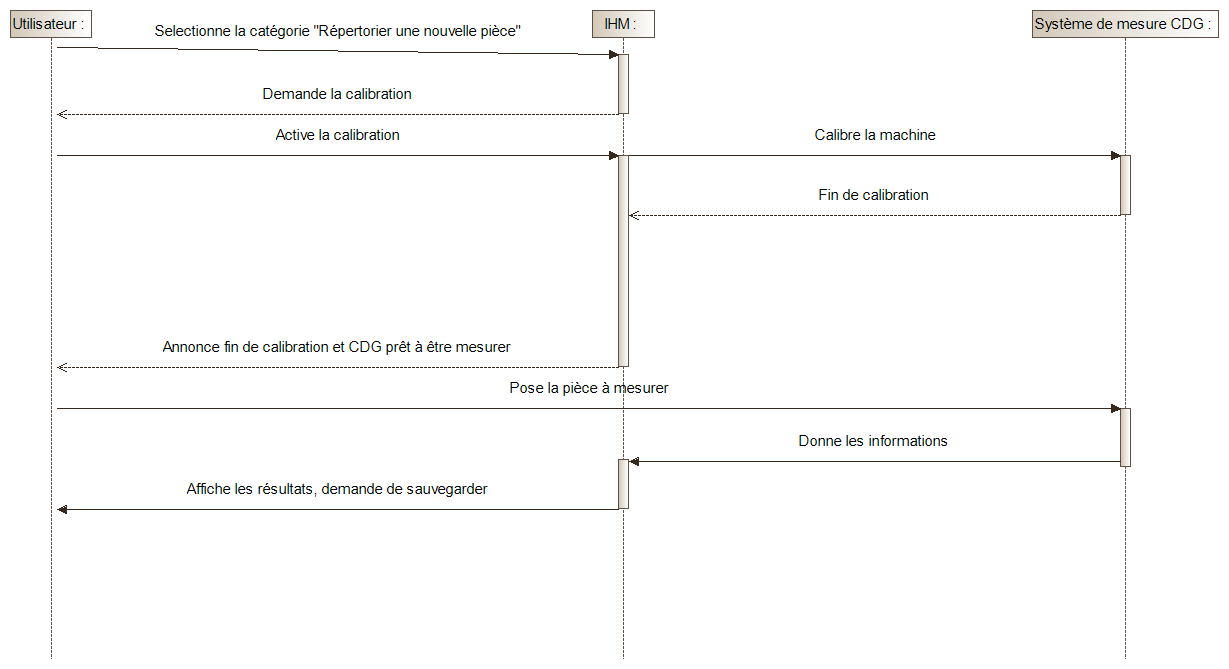 Utilisateur :
IHM :
Système de mesure CDG :
Selectionne la catégorie "Répertorier une nouvelle pièce"
Demande la calibration
Active la calibration
Calibre la machine
Fin de calibration
Annonce fin de calibration et CDG prêt à être mesurer
Pose la pièce à mesurer
Donne les informations
Affiche les résultats, demande de sauvegarder